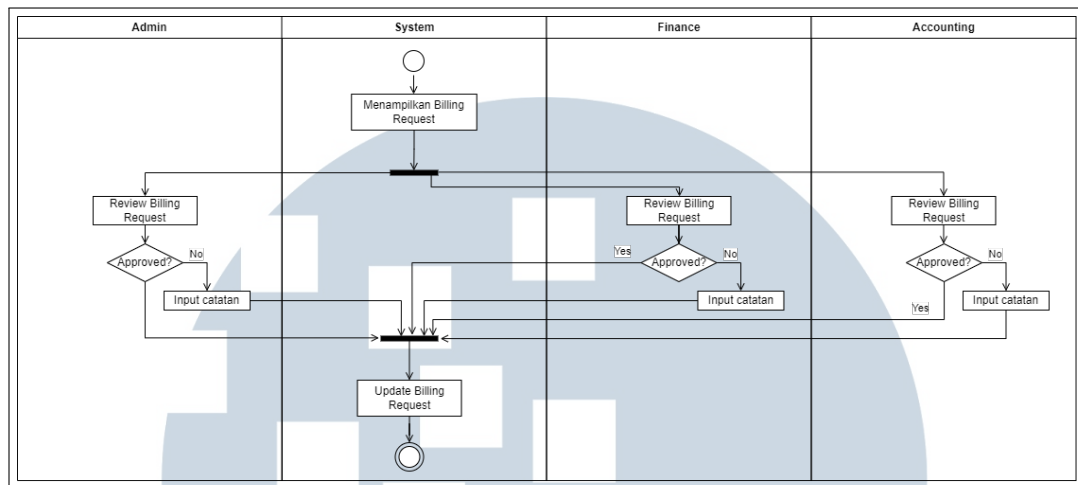 Admin
System
Finance
Accounting
Menampilkan Billing
Request
Review Billing
Request
Review Billing
Request
Review Billing
Request
Approved?
No
Yes
Approved?
No
Approved?
No
Input catatan
Input catatan
Input catatan
Yes
Update Billing
Request